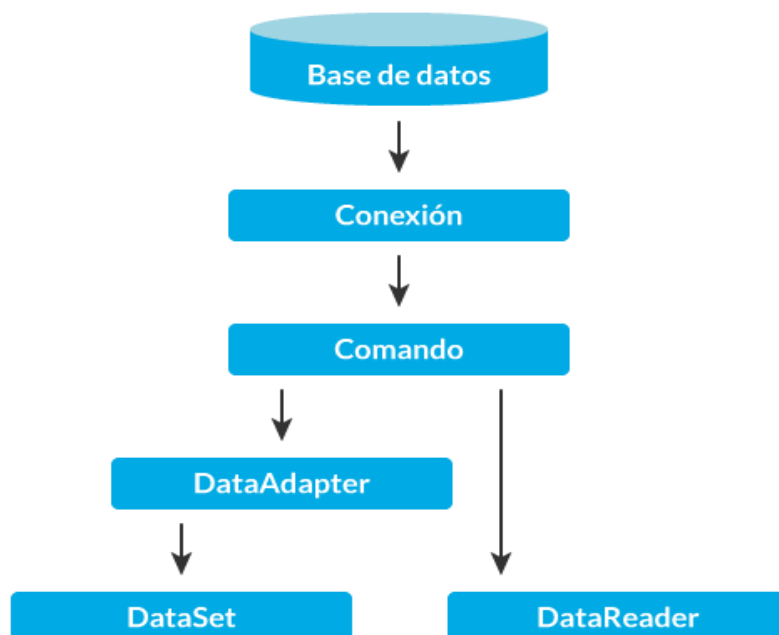 Base de datos
Conexión
Comando
DataAdapter
DataSet
DataReader